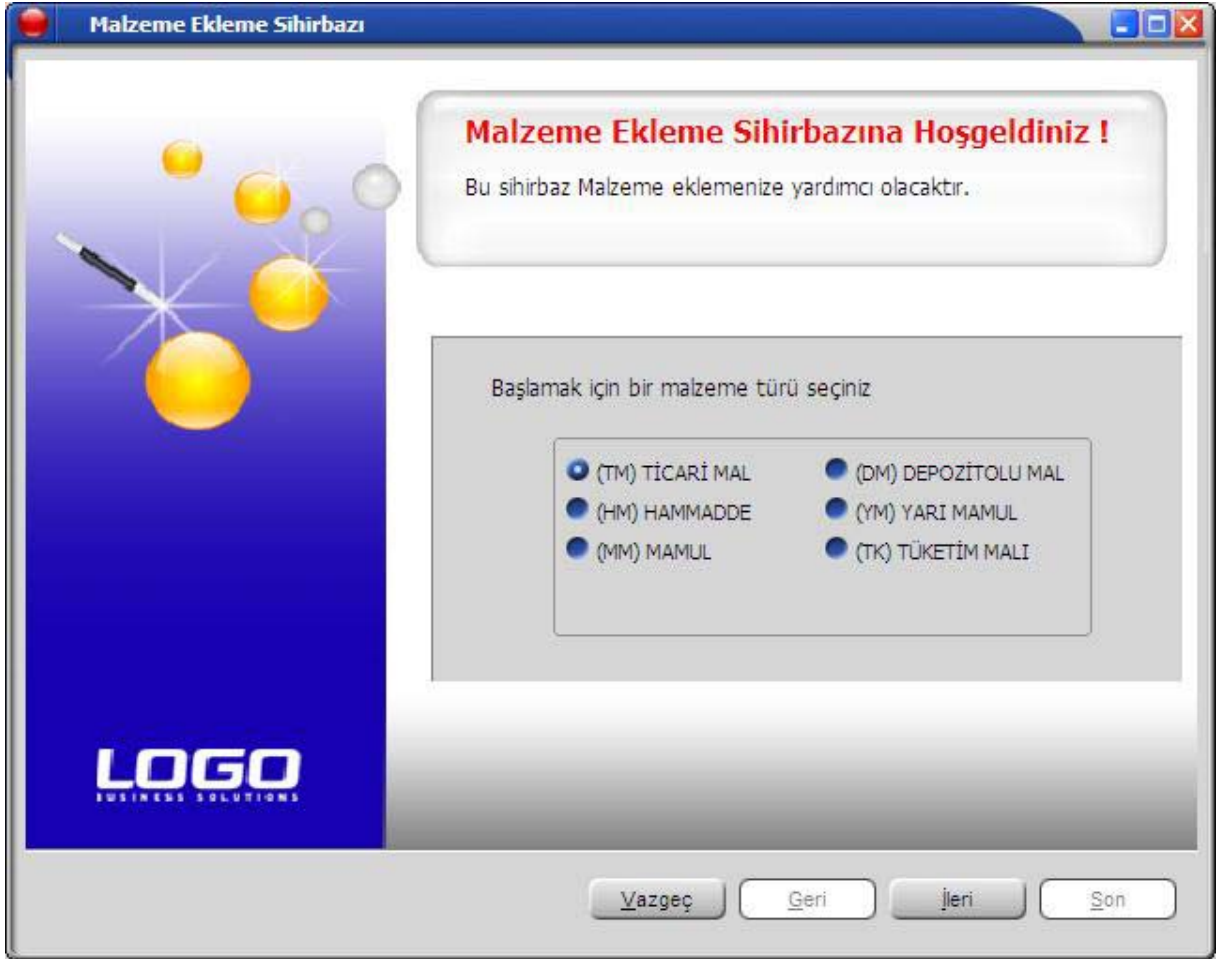 Malzeme Ekleme Sihirbazı
Malzeme Ekleme Sihirbazına Hoşgeldiniz !
Bu sihirbaz Malzeme eklemenize yardımcı olacaktır.
Başlamak için bir malzeme türü seçiniz
(TM) TİCARİ MAL
(DM) DEPOZİTOLU MAL
(HM) HAMMADDE
(YM) YARI MAMUL
(MM) MAMUL
(TK) TÜKETİM MALI
LOGO
BUSINESS SOLUTIONS
Vazgeç
Geri
İleri
Son